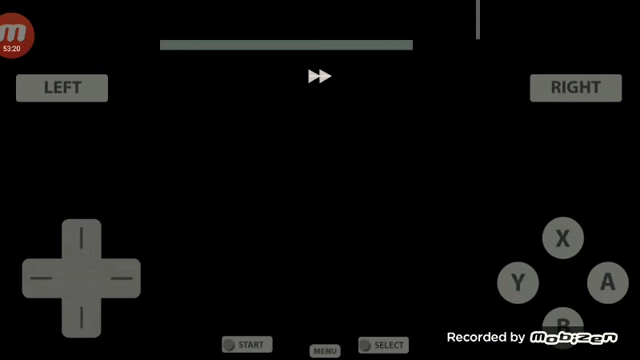 m
53:20
LEFT
RIGHT
X
Y
A
B
START
MENU
SELECT
Recorded by mobizen